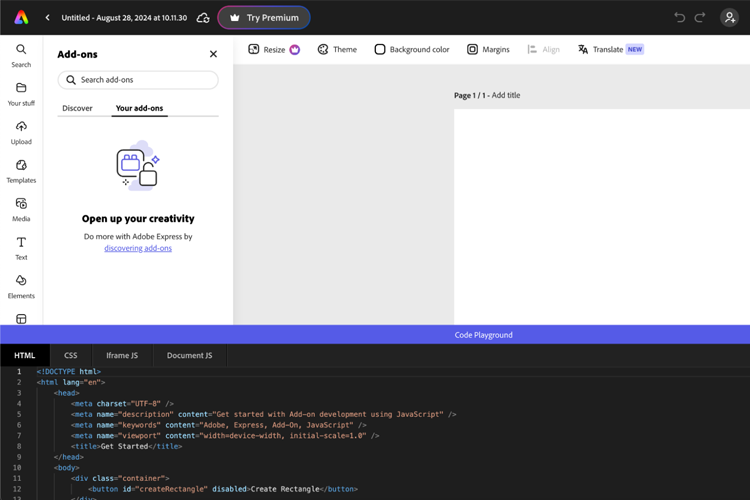 Untitled - August 28, 2024 at 10.11.30
Try Premium
Search
Your stuff
Upload
Templates
Media
Text
Elements
Add-ons
Search add-ons
Discover
Your add-ons
Open up your creativity
Do more with Adobe Express by
discovering add-ons
Resize
Theme
Background color
Margins
Align
Translate NEW
Page 1 / 1 - Add title
Code Playground
HTML
CSS
Iframe JS
Document JS
1 <!DOCTYPE html>
2 <html lang="en">
3 <head>
4 <meta charset="UTF-8" />
5 <meta name="description" content="Get started with Add-on development using JavaScript" />
6 <meta name="keywords" content="Adobe, Express, Add-On, JavaScript" />
7 <meta name="viewport" content="width=device-width, initial-scale=1.0" />
8 <title>Get Started</title>
9 </head>
10 <body>
11 <div class="container">
12 <button id="createRectangle" disabled>Create Rectangle</button>
13 </div>